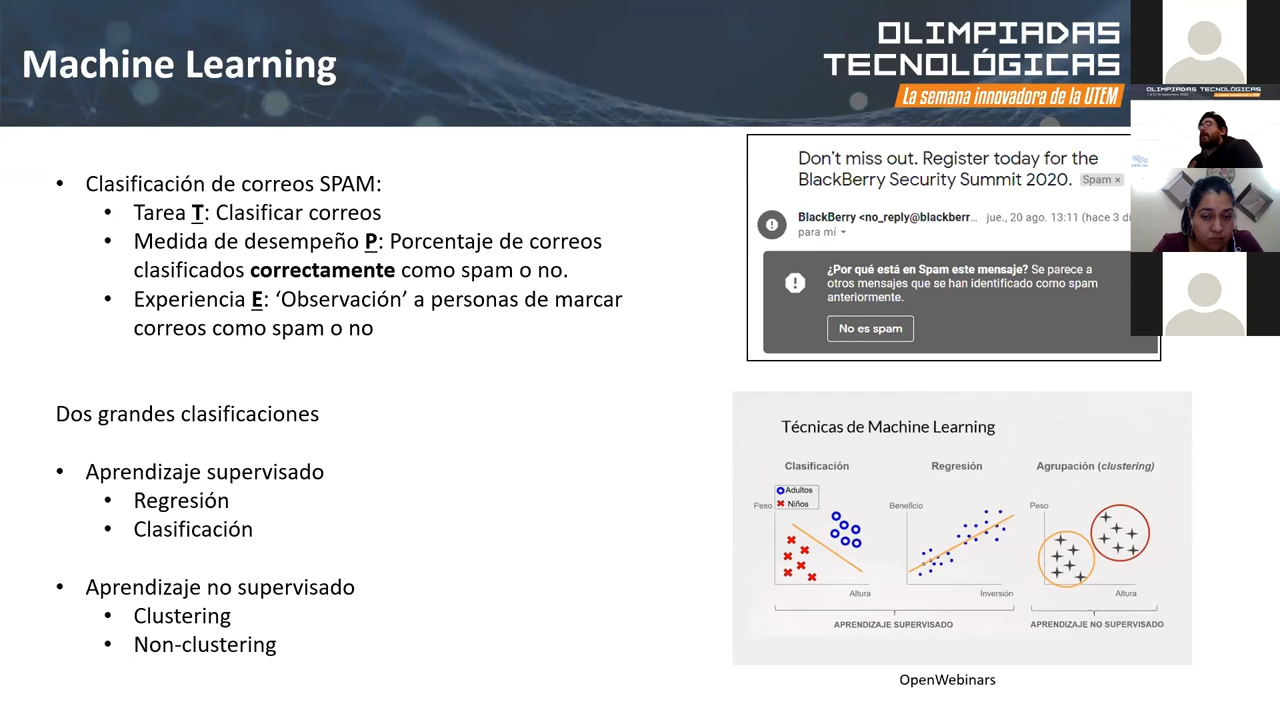 Machine Learning
OLIMPIADAS
TECNOLÓGICAS
La semana innovadora de la UTEM
OLIMPIADAS TECNOLÓGICAS
• Clasificación de correos SPAM:
• Tarea T: Clasificar correos
• Medida de desempeño P: Porcentaje de correos
clasificados correctamente como spam o no.
• Experiencia E: ‘Observación’ a personas de marcar
correos como spam o no
Dos grandes clasificaciones
• Aprendizaje supervisado
• Regresión
• Clasificación
• Aprendizaje no supervisado
• Clustering
• Non-clustering
Don't miss out. Register today for the
BlackBerry Security Summit 2020. Spam ×
BlackBerry <no_reply@blackberr... jue., 20 ago. 13:11 (hace 3 dí
para mí
¿Por qué está en Spam este mensaje? Se parece a
otros mensajes que se han identificado como spam
anteriormente.
No es spam
Técnicas de Machine Learning
Clasificación
Adultos
Niños
Peso
Altura
Regresión
Beneficio
Inversión
Agrupación (clustering)
Peso
Altura
APRENDIZAJE SUPERVISADO
APRENDIZAJE NO SUPERVISADO
OpenWebinars